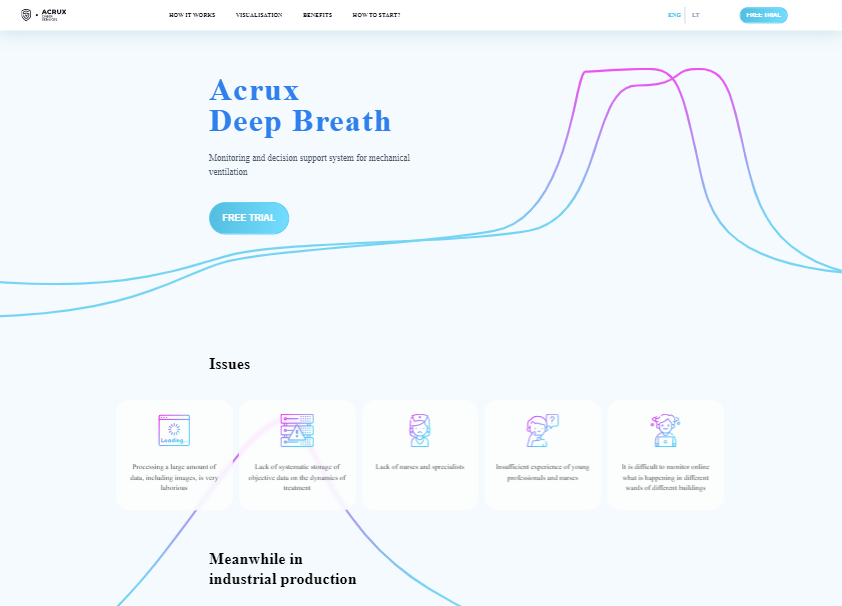 ACRUX
HOW IT WORKS
VISUALISATION
BENEFITS
HOW TO START?
ENG
LT
FREE TRIAL
Acrux
Deep Breath
Monitoring and decision support system for mechanical
ventilation
FREE TRIAL
Issues
Loading...
Processing a large amount of
data, including images, is very
laborious
Lack of systematic storage of
objective data on the dynamics of
treatment
Lack of nurses and sprecialists
?
Insufficient experience of young
professionals and nurses
It is difficult to monitor online
what is happening in different
wards of different buildings
Meanwhile in
industrial production